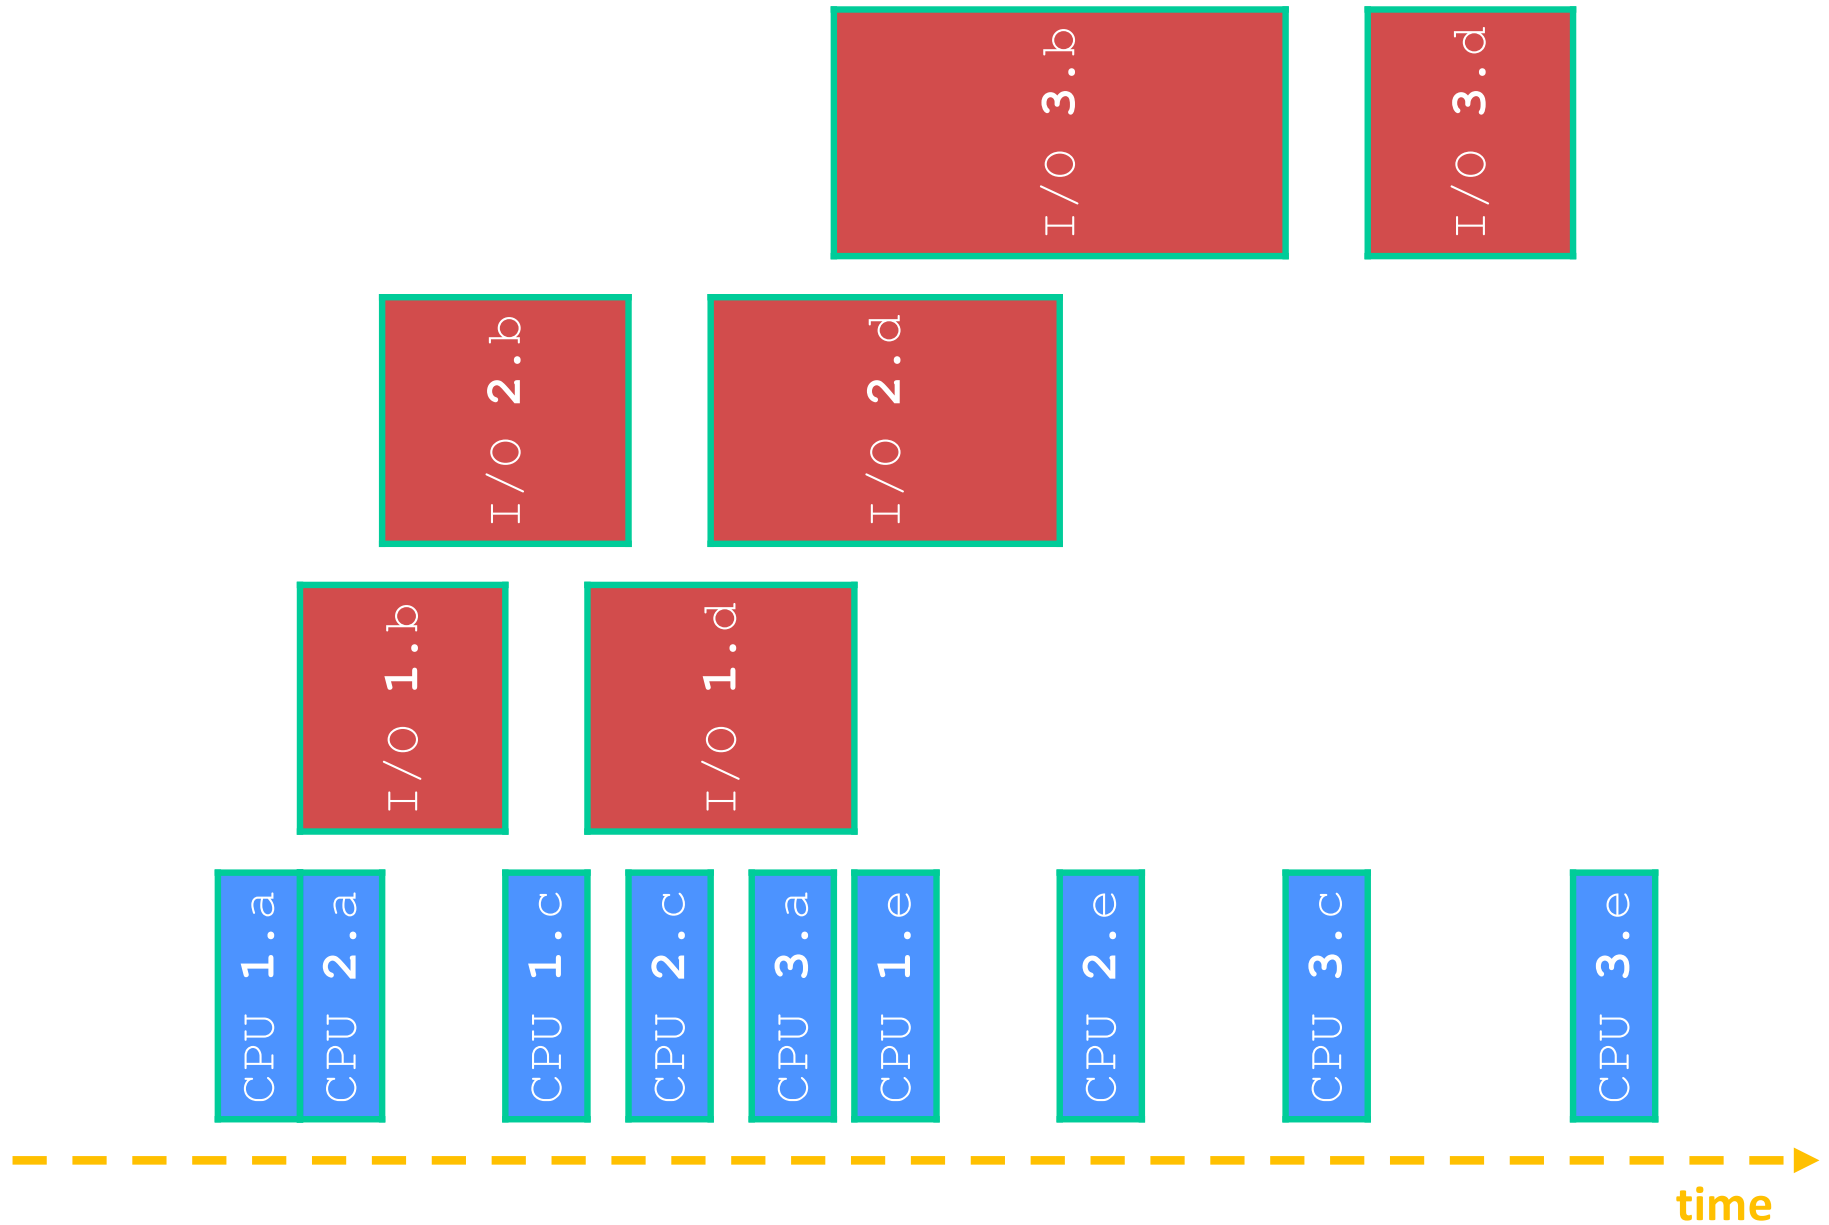 I/O 3.b
I/O 3.d
I/O 2.b
I/O 2.d
I/O 1.b
I/O 1.d
CPU 1.a
CPU 2.a
CPU 1.c
CPU 2.c
CPU 3.a
CPU 1.e
CPU 2.e
CPU 3.c
CPU 3.e
time